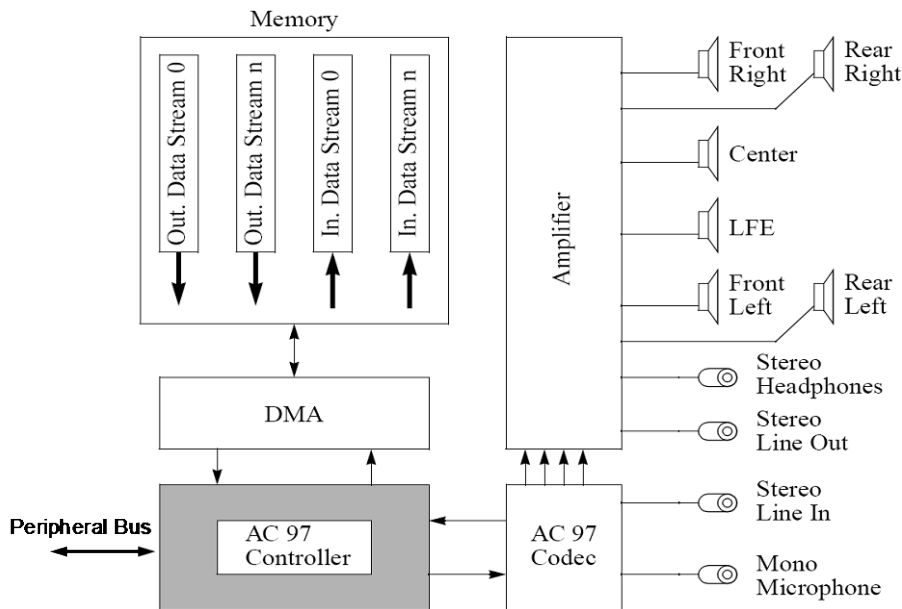 Memory
Out. Data Stream 0
Out. Data Stream n
In. Data Stream 0
In. Data Stream n
DMA
Peripheral Bus
AC 97
Controller
AC 97
Codec
Amplifier
Front
Right
Rear
Right
Center
LFE
Front
Left
Rear
Left
Stereo
Headphones
Stereo
Line Out
Stereo
Line In
Mono
Microphone